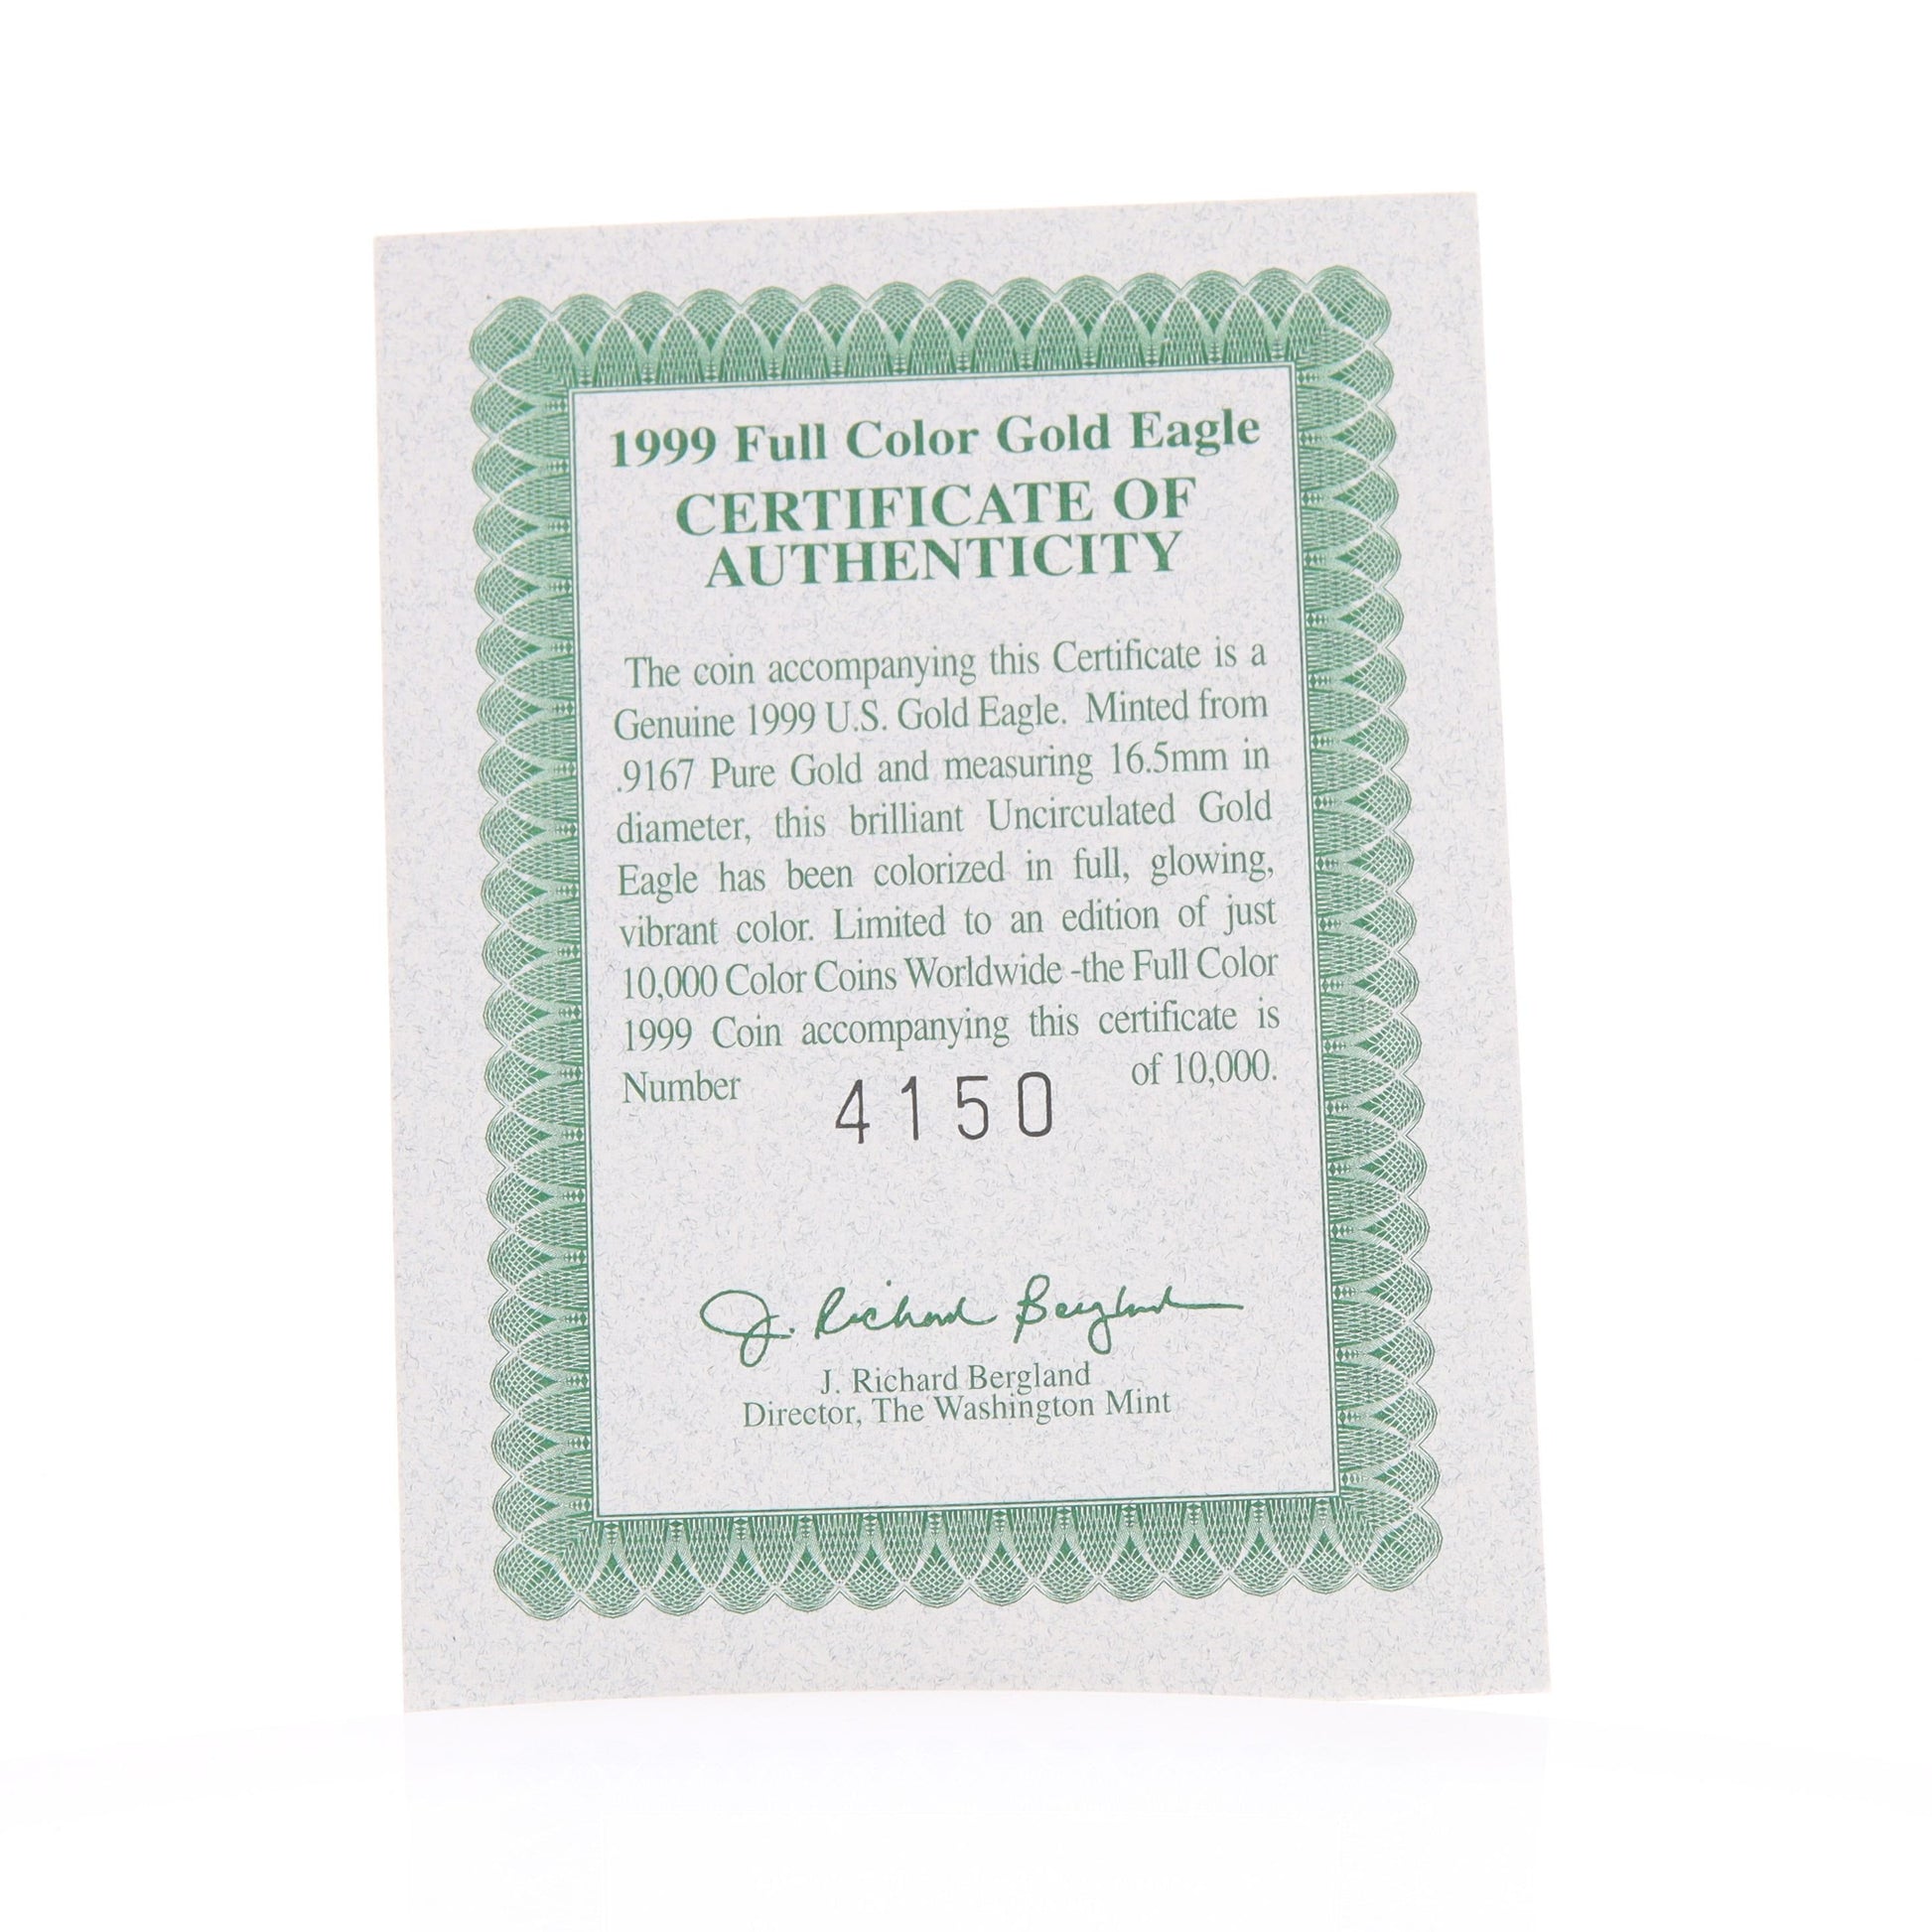 1999 Full Color Gold Eagle
CERTIFICATE OF
AUTHENTICITY
The coin accompanying this Certificate is a
Genuine 1999 U.S. Gold Eagle. Minted from
.9167 Pure Gold and measuring 16.5mm in
diameter, this brilliant Uncirculated Gold
Eagle has been colorized in full, glowing,
vibrant color. Limited to an edition of just
10,000 Color Coins Worldwide -the Full Color
1999 Coin accompanying this certificate is
Number 4150 of 10,000.
J. Richard Bergland
J. Richard Bergland
Director, The Washington Mint